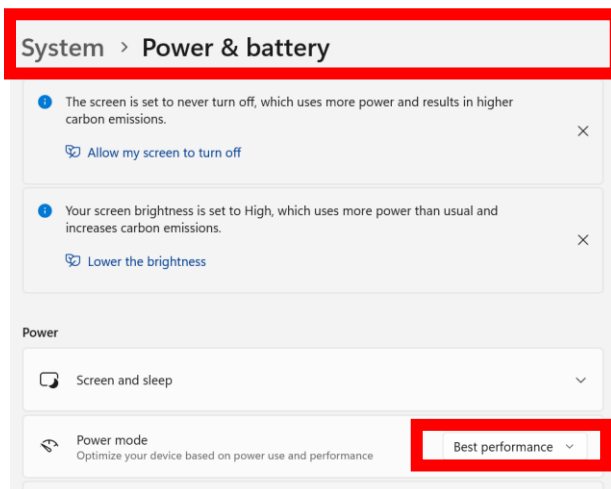 System > Power & battery
The screen is set to never turn off, which uses more power and results in higher
carbon emissions.
Allow my screen to turn off
Your screen brightness is set to High, which uses more power than usual and
increases carbon emissions.
Lower the brightness
Power
Screen and sleep
Power mode
Optimize your device based on power use and performance
Best performance